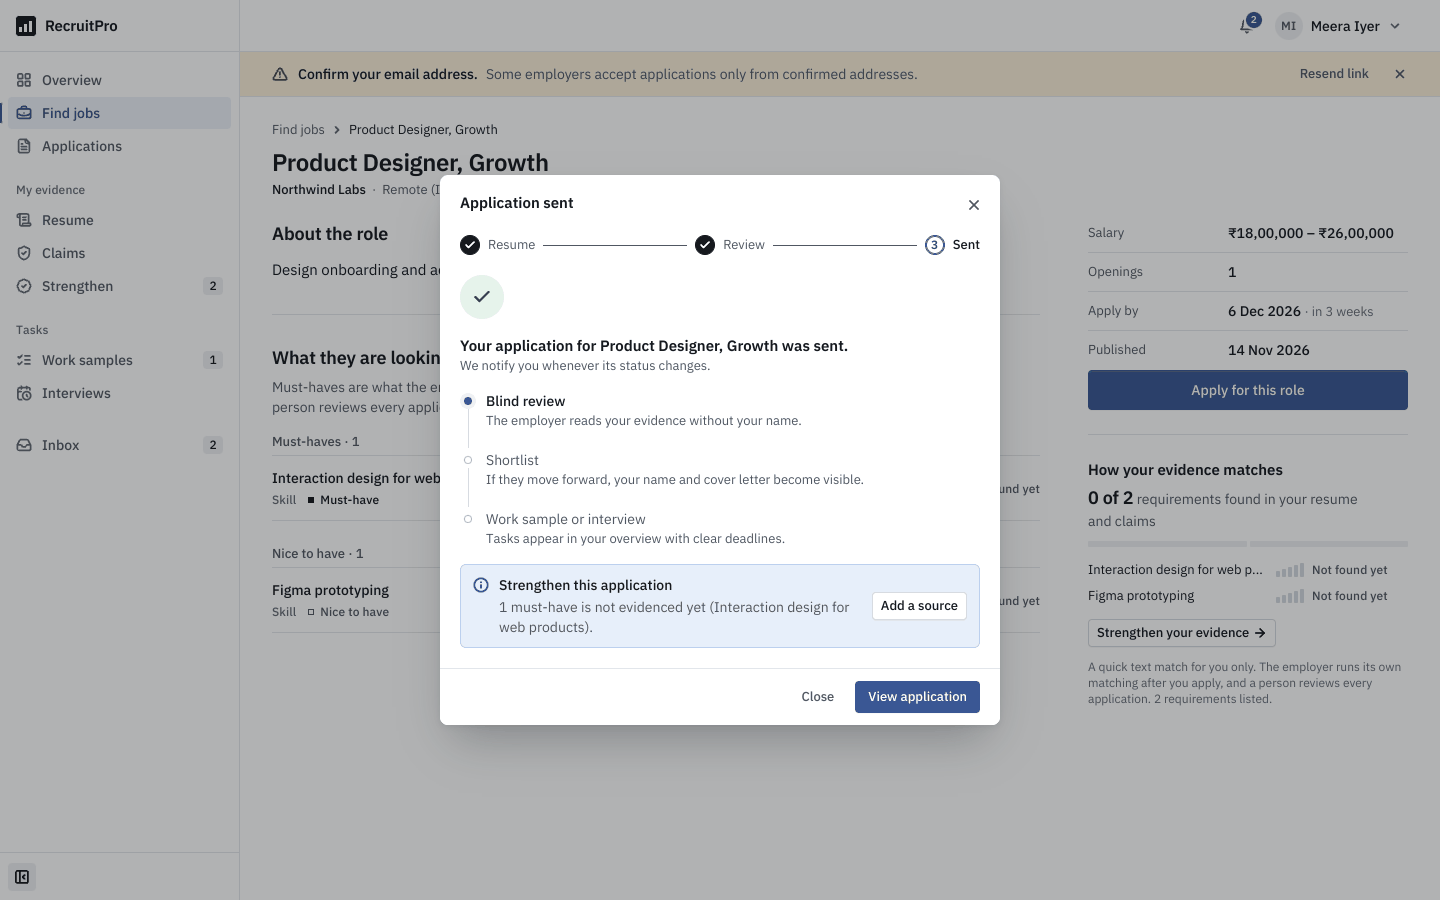 RecruitPro
2
MI
Meera Iyer
Overview
Find jobs
Applications
My evidence
Resume
Claims
Strengthen
2
Tasks
Work samples
1
Interviews
Inbox
2
Confirm your email address. Some employers accept applications only from confirmed addresses.
Resend link
Find jobs
Product Designer, Growth
Product Designer, Growth
Northwind Labs · Remote
About the role
Design onboarding and
What they are
Must-haves are what the
person reviews every
Must-haves · 1
Interaction design for web
Skill
Must-have
yet
Nice to have · 1
Figma prototyping
Skill
Nice to have
yet
Application sent
Resume
Review
3
Sent
Your application for Product Designer, Growth was sent.
We notify you whenever its status changes.
Blind review
The employer reads your evidence without your name.
Shortlist
If they move forward, your name and cover letter become visible.
Work sample or interview
Tasks appear in your overview with clear deadlines.
Strengthen this application
1 must-have is not evidenced yet (Interaction design for
web products).
Add a source
Close
View application
Salary
₹18,00,000 – ₹26,00,000
Openings
1
Apply by
6 Dec 2026 · in 3 weeks
Published
14 Nov 2026
Apply for this role
How your evidence matches
0 of 2 requirements found in your resume
and claims
Interaction design for web p...
Not found yet
Figma prototyping
Not found yet
Strengthen your evidence
A quick text match for you only. The employer runs its own
matching after you apply, and a person reviews every
application. 2 requirements listed.